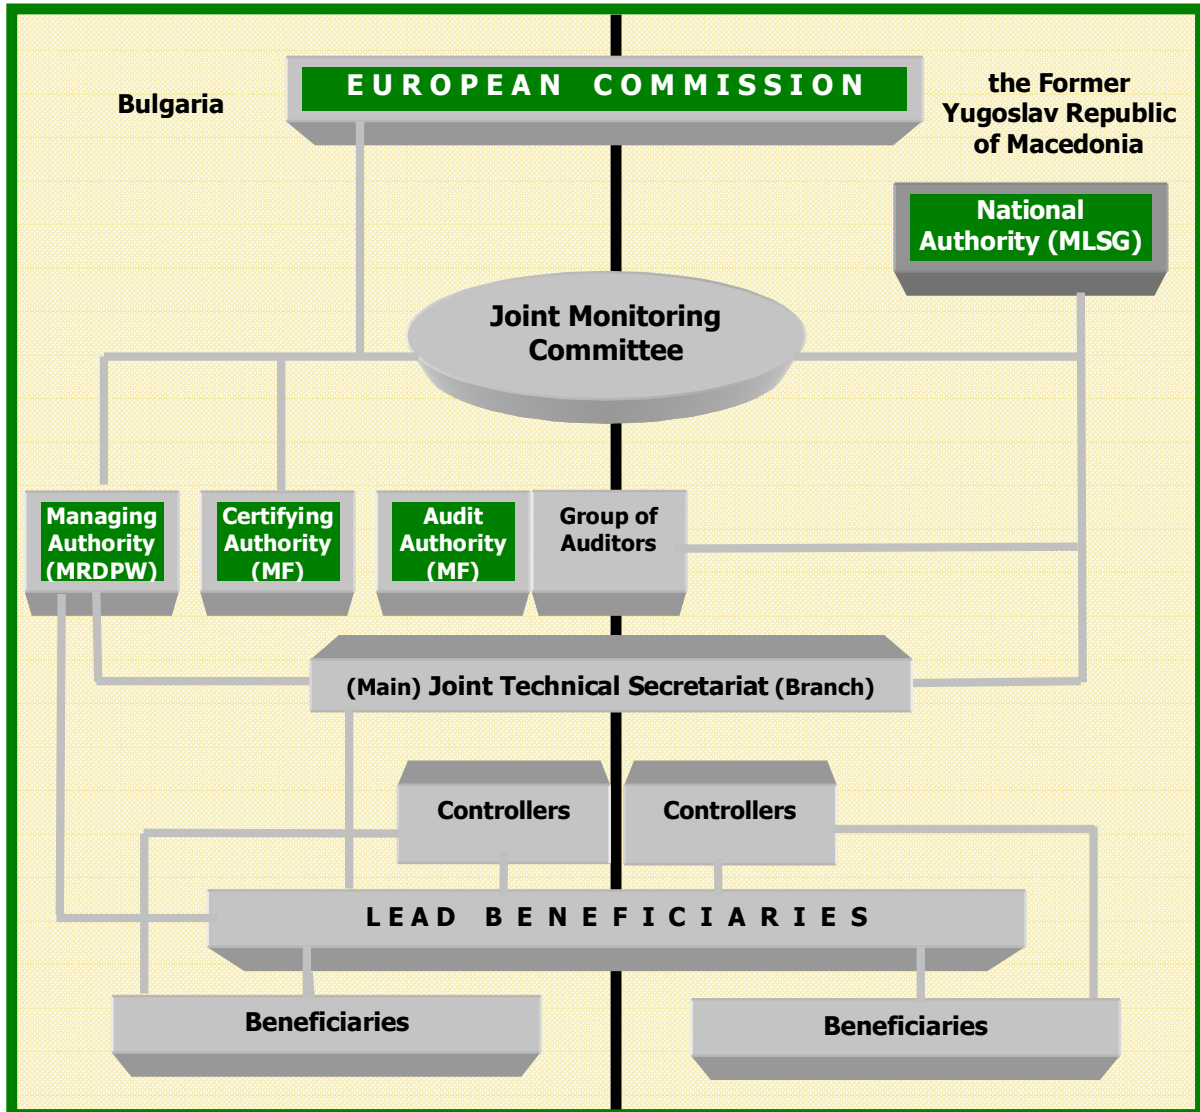 EUROPEAN COMMISSION
Bulgaria
the Former
Yugoslav Republic
of Macedonia
National
Authority (MLSG)
Joint Monitoring
Committee
Managing
Authority
(MRDPW)
Certifying
Authority
(MF)
Audit
Authority
(MF)
Group of
Auditors
(Main) Joint Technical Secretariat (Branch)
Controllers
Controllers
LEAD BENEFICIARIES
Beneficiaries
Beneficiaries